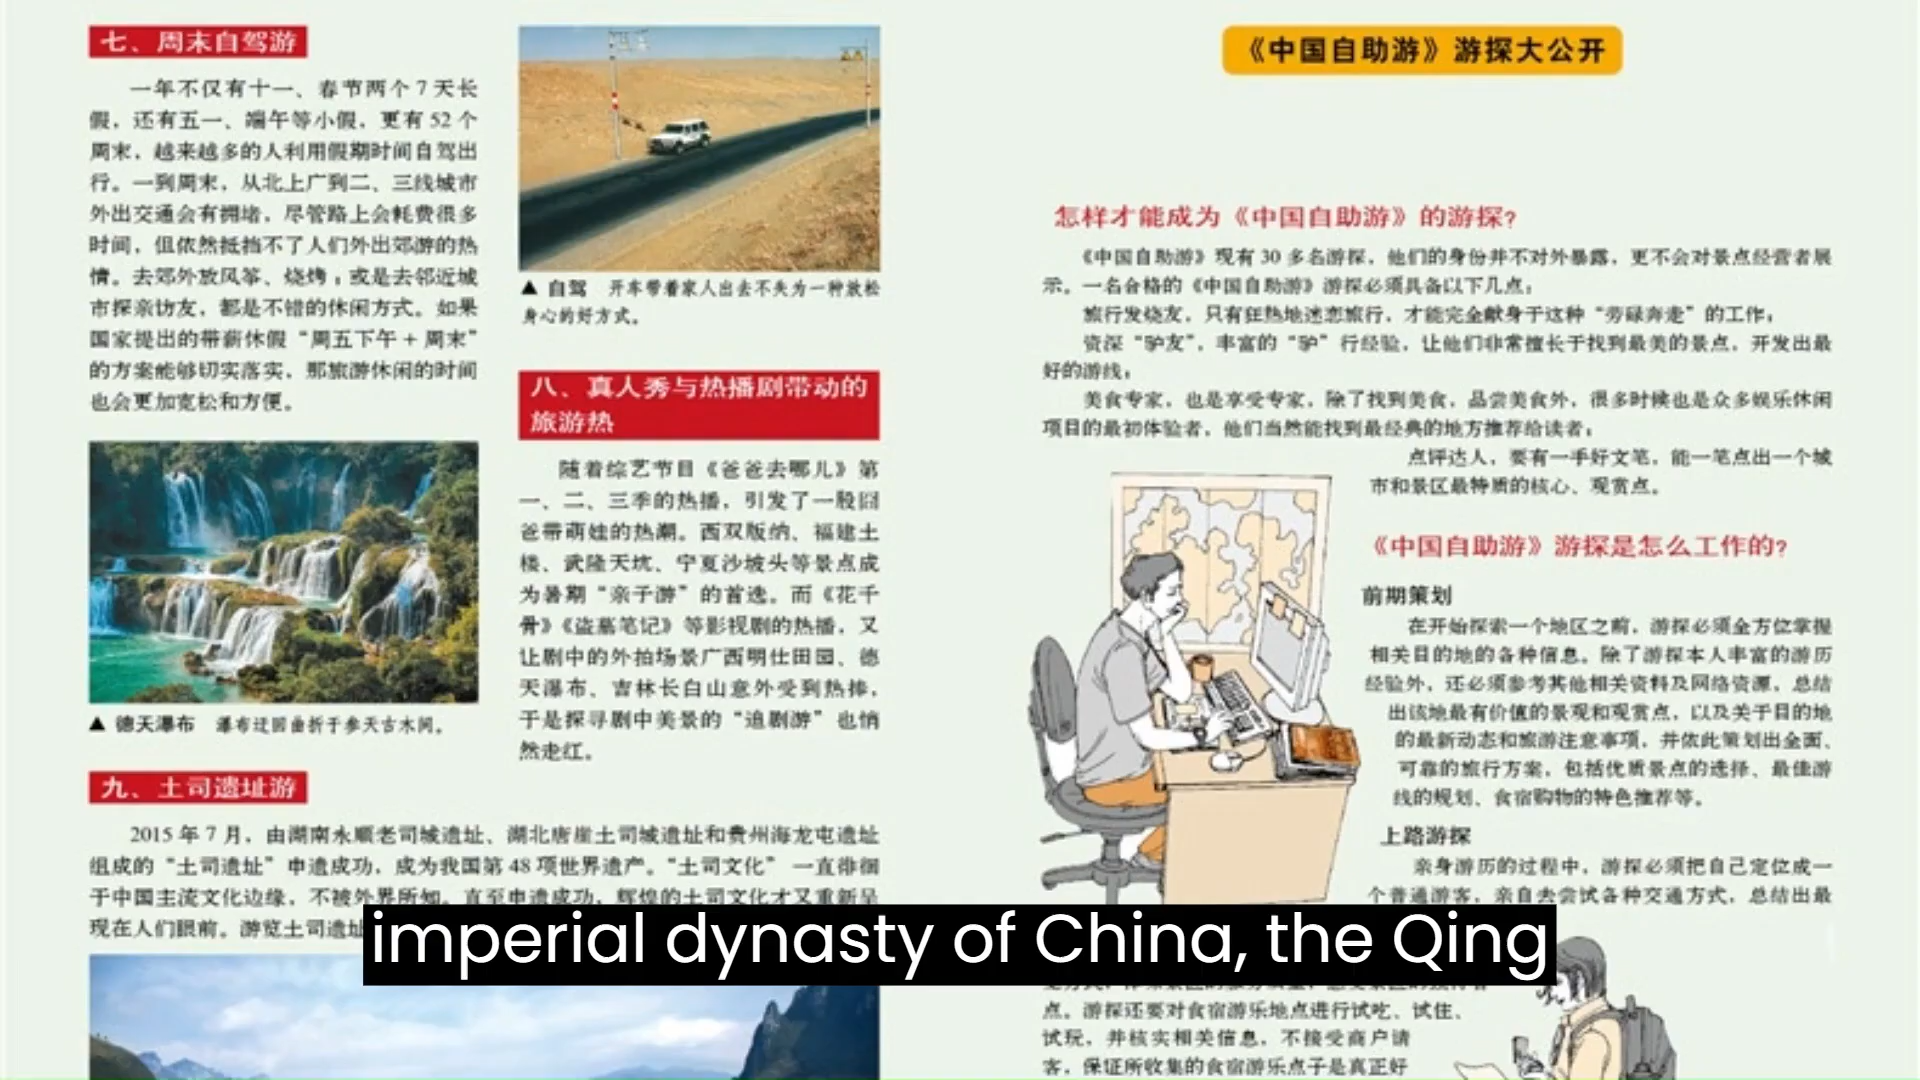 七、周末自驾游
一年不仅有十一、春节两个7天长
假，还有五一、端午等小假，更有52个
周末，越来越多的人利用假期时间自驾出
行。一到周末，从北上广到二、三线城市
外出交通会有拥堵，尽管路上会耗费很多
时间，但依然抵挡不了人们外出郊游的热
情。去郊外放风筝、烧烤；或是去邻近城
市探亲访友，都是不错的休闲方式。如果
国家提出的带薪休假“周五下午+周末”
的方案能够切实落实，那旅游休闲的时间
也会更加宽松和方便。
▲ 德天瀑布 瀑布迂回曲折于参天古木间。
▲ 自驾 开车带着家人出去不失为一种放松
身心的好方式。
八、真人秀与热播剧带动的
旅游热
随着综艺节目《爸爸去哪儿》第
一、二、三季的热播，引发了一股囧
爸带萌娃的热潮。西双版纳、福建土
楼、武隆天坑、宁夏沙坡头等景点成
为暑期“亲子游”的首选。而《花千
骨》《盗墓笔记》等影视剧的热播，又
让剧中的外拍场景广西明仕田园、德
天瀑布、吉林长白山意外受到热捧，
于是探寻剧中美景的“追剧游”也悄
然走红。
九、土司遗址游
2015年7月，由湖南永顺老司城遗址、湖北唐崖土司城遗址和贵州海龙屯遗址
组成的“土司遗址”申遗成功，成为我国第48项世界遗产。“土司文化”一直徘徊
于中国主流文化边缘，不被外界所知。直至申遗成功，辉煌的土司文化才又重新呈
现在人们眼前。游览土司遗址
《中国自助游》游探大公开
怎样才能成为《中国自助游》的游探?
《中国自助游》现有30多名游探，他们的身份并不对外暴露，更不会对景点经营者展
示。一名合格的《中国自助游》游探必须具备以下几点：
旅行发烧友，只有狂热地迷恋旅行，才能完全献身于这种“劳碌奔走”的工作；
资深“驴友”，丰富的“驴”行经验，让他们非常擅长于找到最美的景点，开发出最
好的游线；
美食专家，也是享受专家，除了找到美食，品尝美食外，很多时候也是众多娱乐休闲
项目的最初体验者，他们当然能找到最经典的地方推荐给读者；
点评达人，要有一手好文笔，能一笔点出一个城
市和景区最特质的核心、观赏点。
《中国自助游》游探是怎么工作的?
前期策划
在开始探索一个地区之前，游探必须全方位掌握
相关目的地的各种信息。除了游探本人丰富的游历
经验外，还必须参考其他相关资料及网络资源，总结
出该地最有价值的景观和观赏点，以及关于目的地
的最新动态和旅游注意事项，并依此策划出全面、
可靠的旅行方案，包括优质景点的选择、最佳游
线的规划、食宿购物的特色推荐等。
上路游探
亲身游历的过程中，游探必须把自己定位成一
个普通游客，亲自去尝试各种交通方式，总结出最
点。游探还要对食宿游乐地点进行试吃、试住、
试玩，并核实相关信息，不接受商户请
客，保证所收集的食宿游乐点子是真正好
imperial dynasty of China, the Qing